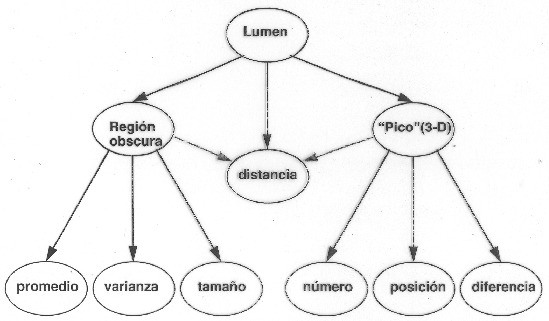 Lumen
Región
obscura
"Pico"(3-D)
distancia
promedio
varianza
tamaño
número
posición
diferencia